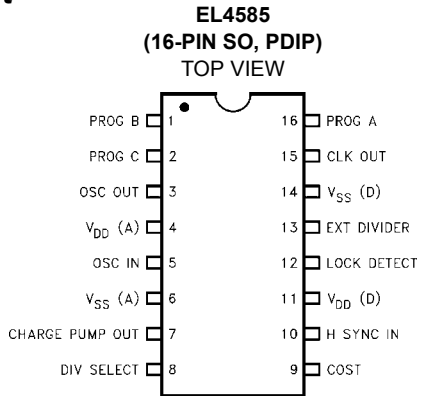 EL4585
(16-PIN SO, PDIP)
TOP VIEW
PROG B 1 16 PROG A
PROG C 2 15 CLK OUT
OSC OUT 3 14 VSS (D)
VDD (A) 4 13 EXT DIVIDER
OSC IN 5 12 LOCK DETECT
VSS (A) 6 11 VDD (D)
CHARGE PUMP OUT 7 10 H SYNC IN
DIV SELECT 8 9 COST